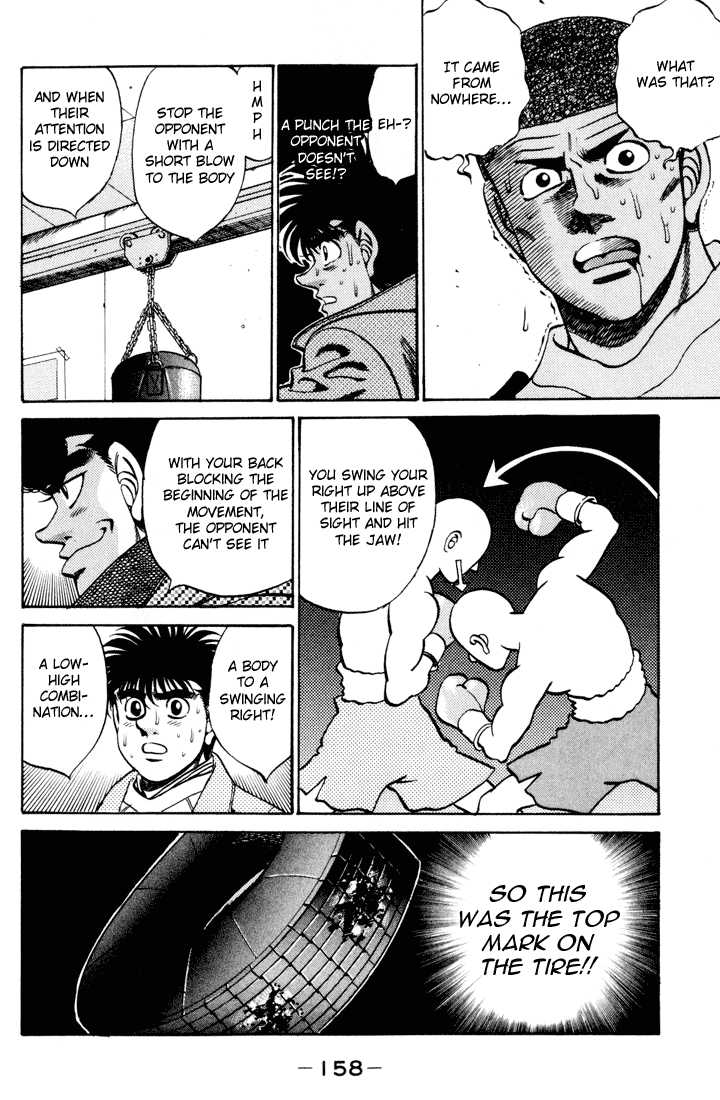 WHAT
WAS THAT?
IT CAME
FROM
NOWHERE...
EH-?
A PUNCH THE
OPPONENT
DOESN'T
SEE!?
HMPH
STOP THE
OPPONENT
WITH A
SHORT BLOW
TO THE BODY
AND WHEN
THEIR
ATTENTION
IS DIRECTED
DOWN
YOU SWING YOUR
RIGHT UP ABOVE
THEIR LINE OF
SIGHT AND HIT
THE JAW!
WITH YOUR BACK
BLOCKING THE
BEGINNING OF THE
MOVEMENT,
THE OPPONENT
CAN'T SEE IT
A BODY
TO A
SWINGING
RIGHT!
A LOW-
HIGH
COMBI-
NATION...
SO THIS
WAS THE TOP
MARK ON
THE TIRE!!
- 158 -